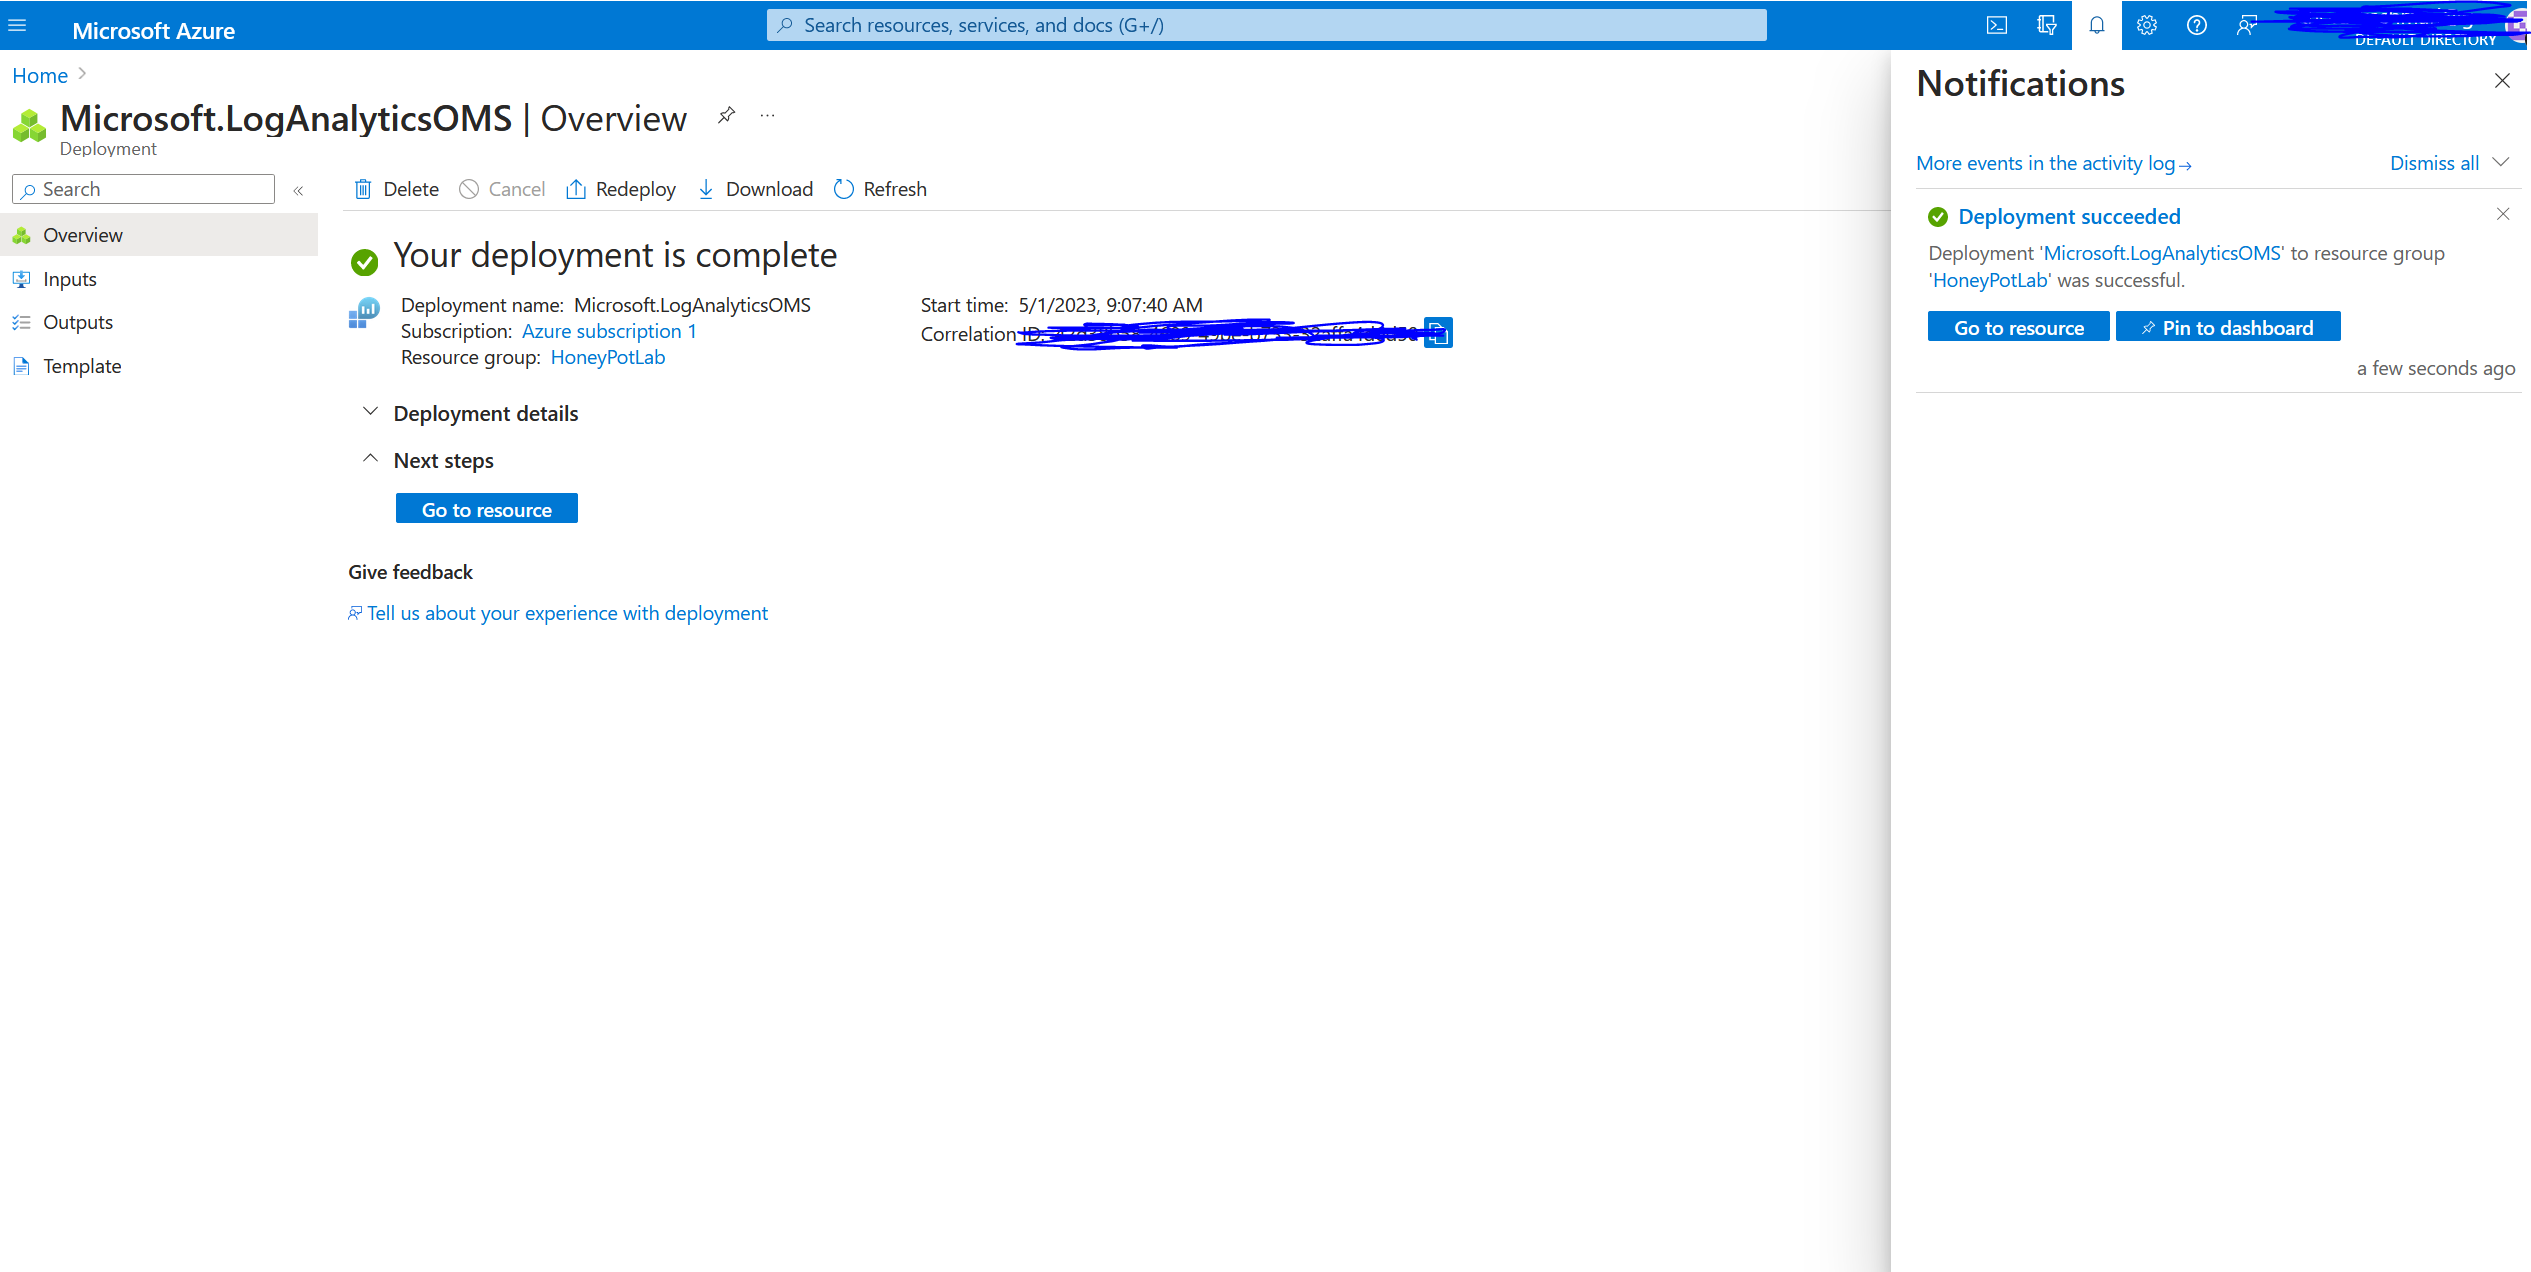 Microsoft Azure
Search resources, services, and docs (G+/)
DEFAULT DIRECTORY
Home
Microsoft.LogAnalyticsOMS | Overview
Deployment
Search
Overview
Inputs
Outputs
Template
Delete
Cancel
Redeploy
Download
Refresh
Your deployment is complete
Deployment name: Microsoft.LogAnalyticsOMS
Subscription: Azure subscription 1
Resource group: HoneyPotLab
Start time: 5/1/2023, 9:07:40 AM
Correlation ID:
Deployment details
Next steps
Go to resource
Give feedback
Tell us about your experience with deployment
Notifications
More events in the activity log→
Dismiss all
Deployment succeeded
Deployment 'Microsoft.LogAnalyticsOMS' to resource group
'HoneyPotLab' was successful.
Go to resource
Pin to dashboard
a few seconds ago